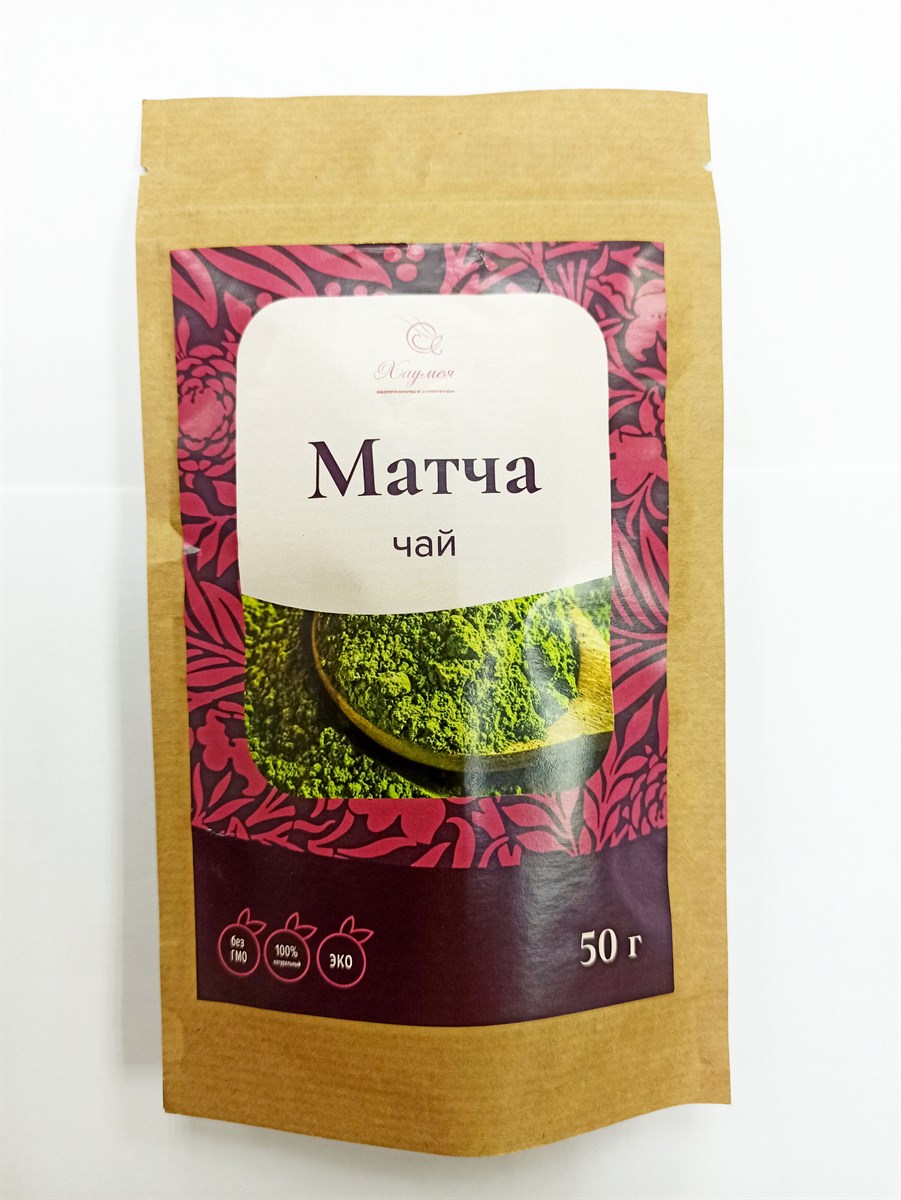 Хаумея
Матча
чай
без
ГМО
100%
натуральный
ЭКО
50 г